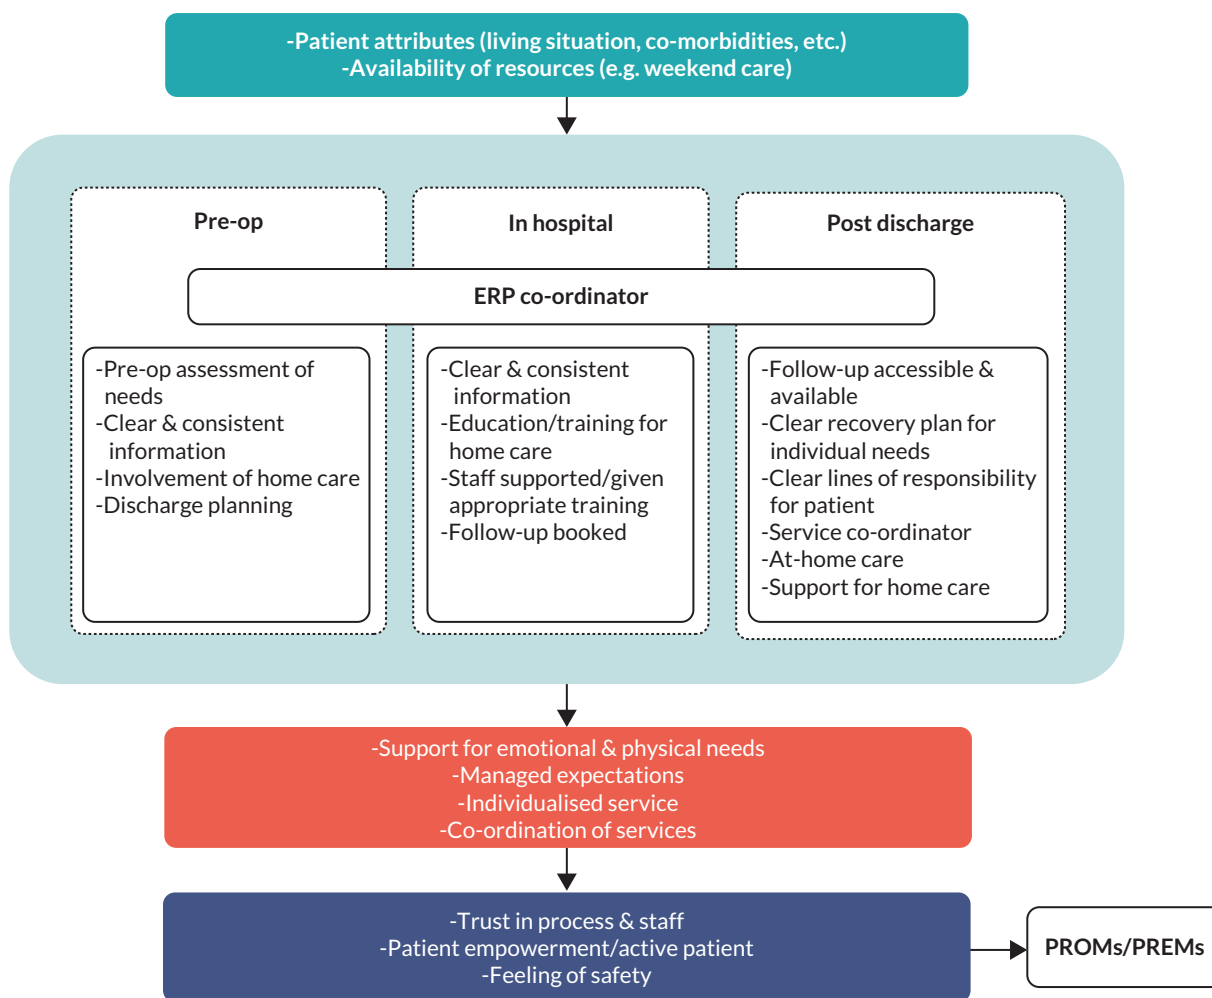 -Patient attributes (living situation, co-morbidities, etc.)
-Availability of resources (e.g. weekend care)
Pre-op
In hospital
Post discharge
ERP co-ordinator
-Pre-op assessment of
needs
-Clear & consistent
information
-Involvement of home care
-Discharge planning
-Clear & consistent
information
-Education/training for
home care
-Staff supported/given
appropriate training
-Follow-up booked
-Follow-up accessible &
available
-Clear recovery plan for
individual needs
-Clear lines of responsibility
for patient
-Service co-ordinator
-At-home care
-Support for home care
-Support for emotional & physical needs
-Managed expectations
-Individualised service
-Co-ordination of services
-Trust in process & staff
-Patient empowerment/active patient
-Feeling of safety
PROMs/PREMs